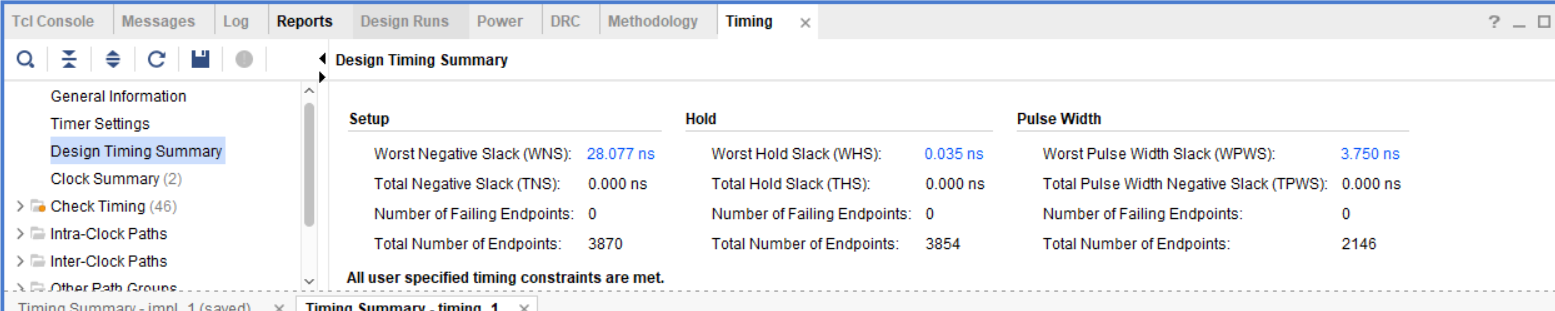 Tcl Console Messages Log Reports Design Runs Power DRC Methodology Timing × ? _
Design Timing Summary
General Information
Timer Settings
Design Timing Summary
Clock Summary (2)
> Check Timing (46)
> Intra-Clock Paths
> Inter-Clock Paths
> Other Path Groups
Setup Hold Pulse Width
Worst Negative Slack (WNS): 28.077 ns Worst Hold Slack (WHS): 0.035 ns Worst Pulse Width Slack (WPWS): 3.750 ns
Total Negative Slack (TNS): 0.000 ns Total Hold Slack (THS): 0.000 ns Total Pulse Width Negative Slack (TPWS): 0.000 ns
Number of Failing Endpoints: 0 Number of Failing Endpoints: 0 Number of Failing Endpoints: 0
Total Number of Endpoints: 3870 Total Number of Endpoints: 3854 Total Number of Endpoints: 2146
All user specified timing constraints are met.
Timing Summary - impl_1 (saved) × Timing Summary - timing_1 ×